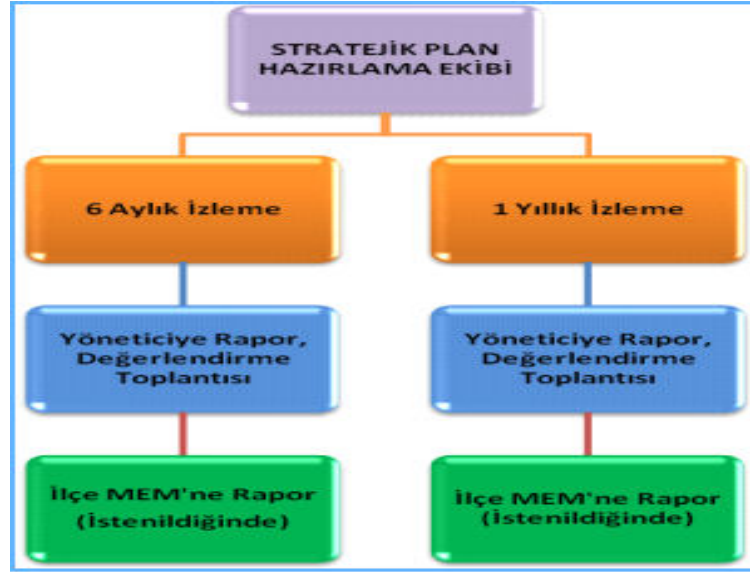 STRATEJİK PLAN
HAZIRLAMA EKİBİ
6 Aylık İzleme
1 Yıllık İzleme
Yöneticiye Rapor,
Değerlendirme
Toplantısı
Yöneticiye Rapor,
Değerlendirme
Toplantısı
İlçe MEM'ne Rapor
(İstenildiğinde)
İlçe MEM'ne Rapor
(İstenildiğinde)